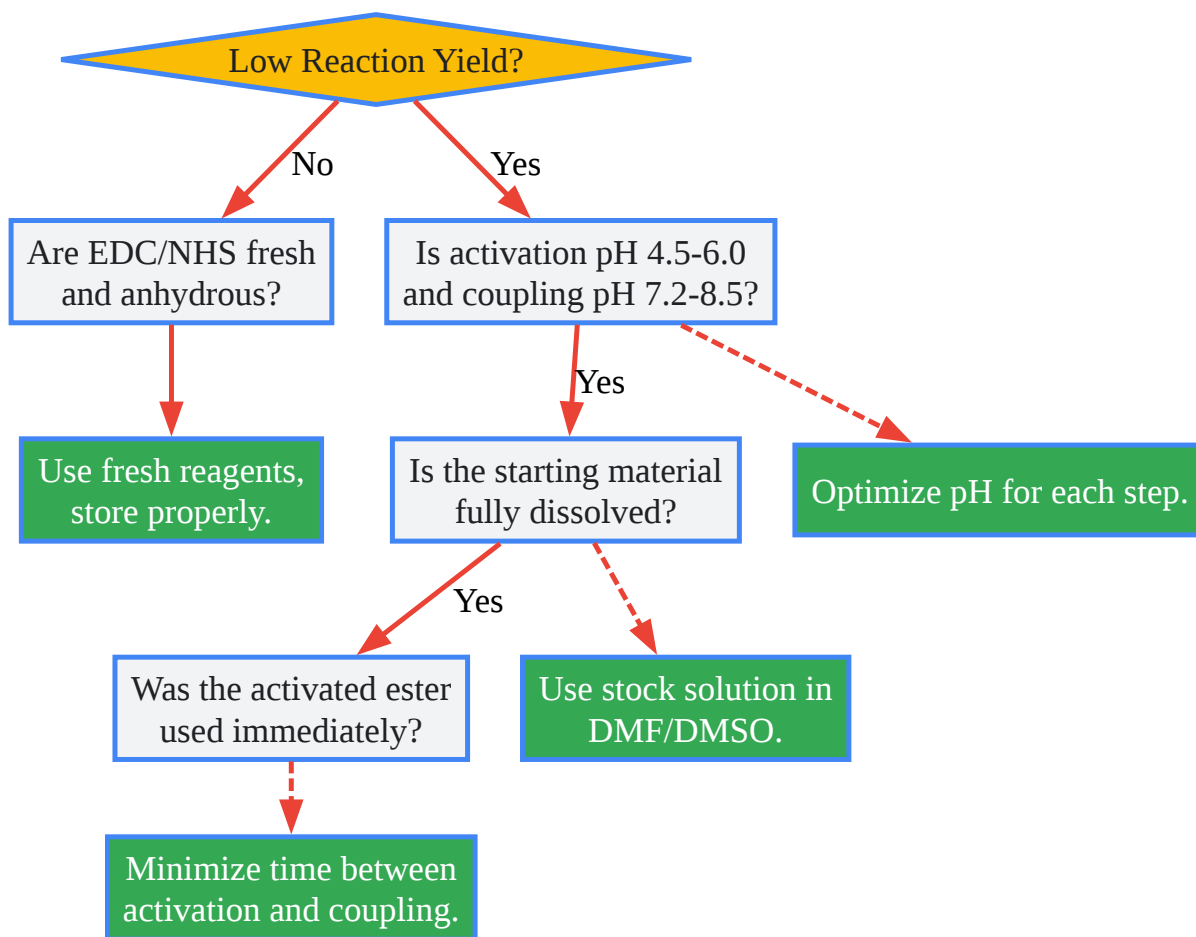 Low Reaction Yield?
No
Yes
Are EDC/NHS fresh
and anhydrous?
Is activation pH 4.5-6.0
and coupling pH 7.2-8.5?
Yes
Use fresh reagents,
store properly.
Is the starting material
fully dissolved?
Optimize pH for each step.
Yes
Was the activated ester
used immediately?
Use stock solution in
DMF/DMSO.
Minimize time between
activation and coupling.